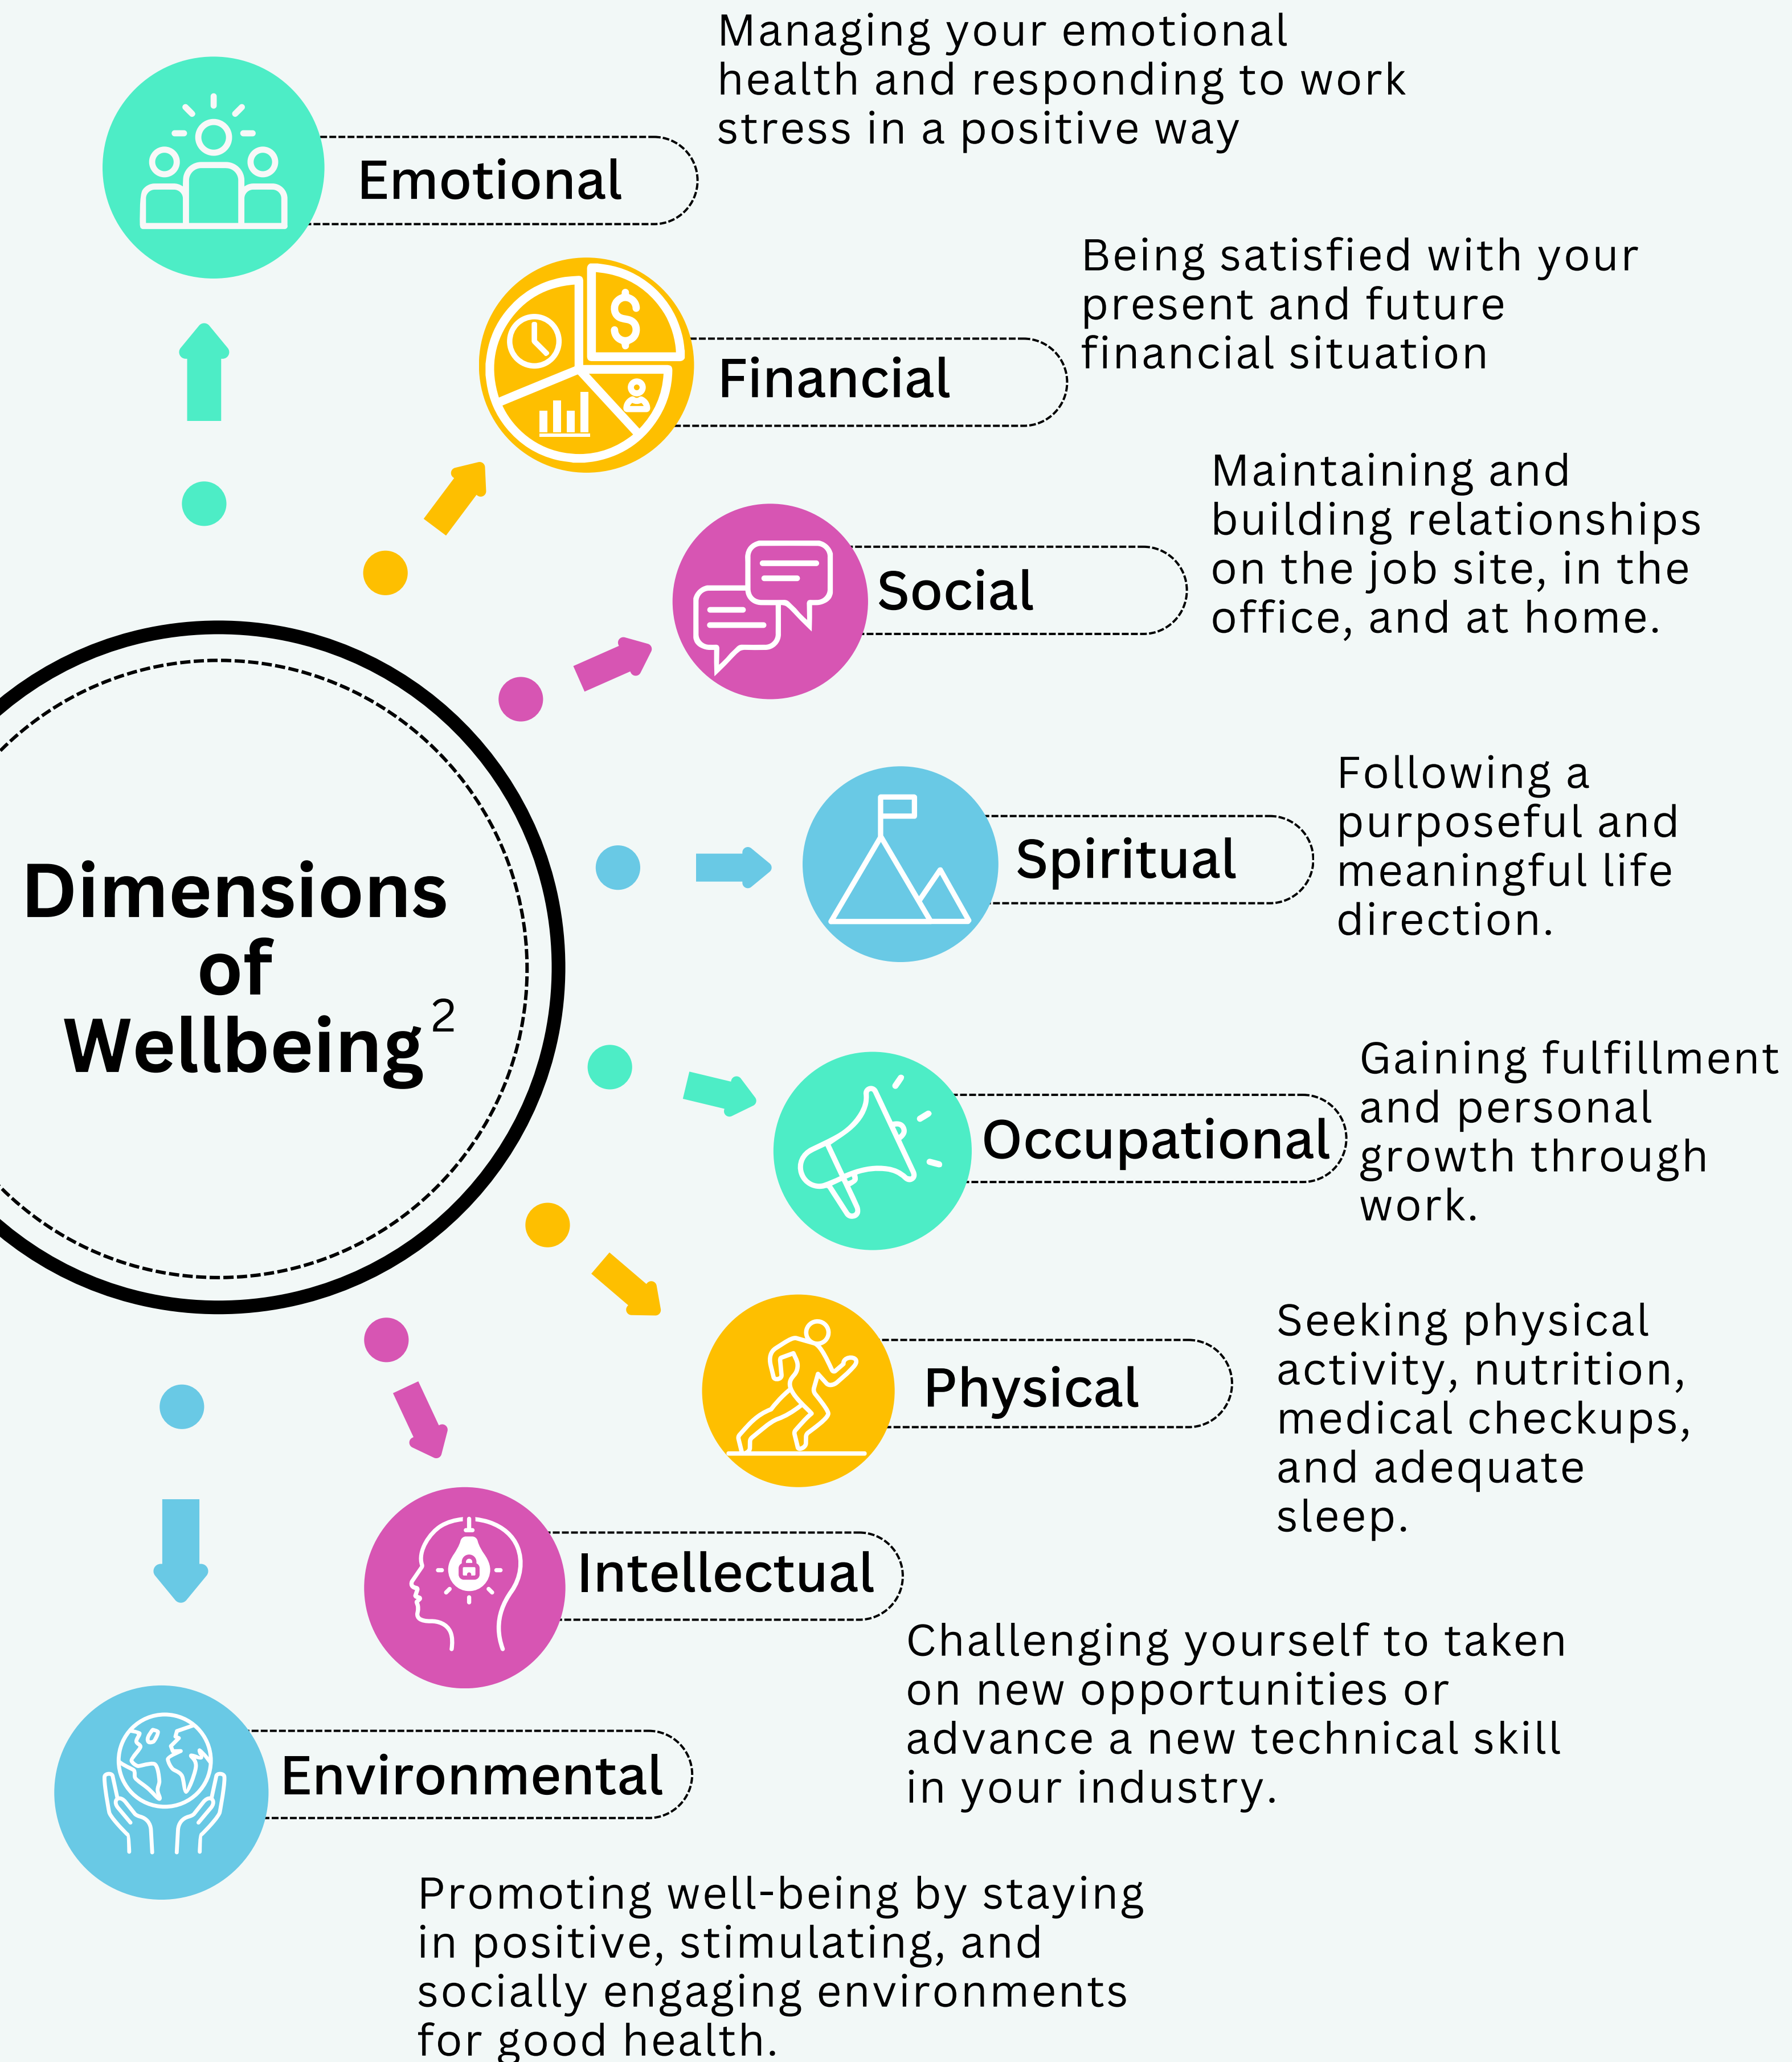 Dimensions
of
Wellbeing 2
Emotional
Managing your emotional
health and responding to work
stress in a positive way
Financial
Being satisfied with your
present and future
financial situation
Social
Maintaining and
building relationships
on the job site, in the
office, and at home.
Spiritual
Following a
purposeful and
meaningful life
direction.
Occupational
Gaining fulfillment
and personal
growth through
work.
Physical
Seeking physical
activity, nutrition,
medical checkups,
and adequate
sleep.
Intellectual
Challenging yourself to taken
on new opportunities or
advance a new technical skill
in your industry.
Environmental
Promoting well-being by staying
in positive, stimulating, and
socially engaging environments
for good health.
$